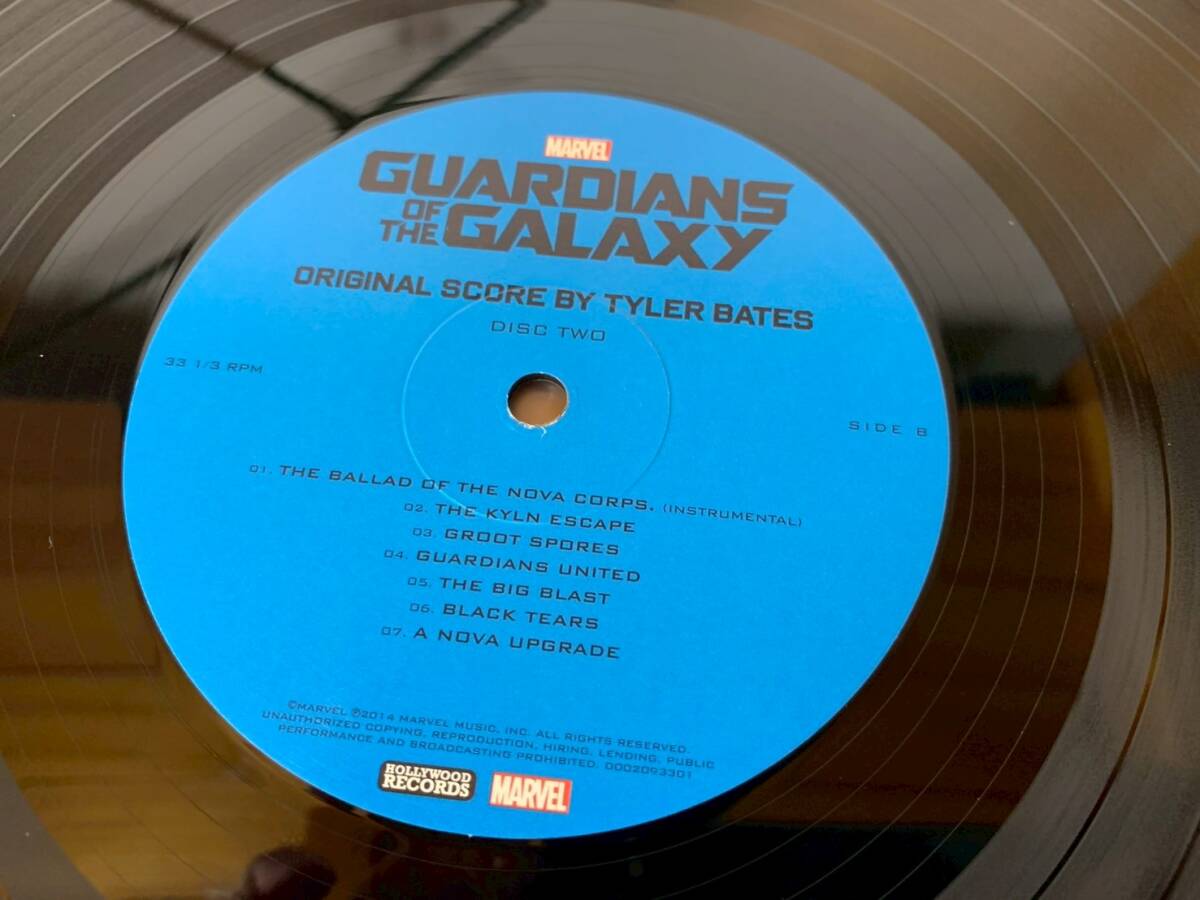 MARVEL
GUARDIANS
OF THE GALAXY
ORIGINAL SCORE BY TYLER BATES
DISC TWO
33 1/3 RPM
SIDE B
01. THE BALLAD OF THE NOVA CORPS. (INSTRUMENTAL)
02. THE KYLN ESCAPE
03. GROOT SPORES
04. GUARDIANS UNITED
05. THE BIG BLAST
06. BLACK TEARS
07. A NOVA UPGRADE
©MARVEL ℗2014 MARVEL MUSIC, INC. ALL RIGHTS RESERVED.
UNAUTHORIZED COPYING, REPRODUCTION, HIRING, LENDING, PUBLIC
PERFORMANCE AND BROADCASTING PROHIBITED. D002093301
HOLLYWOOD
RECORDS
MARVEL